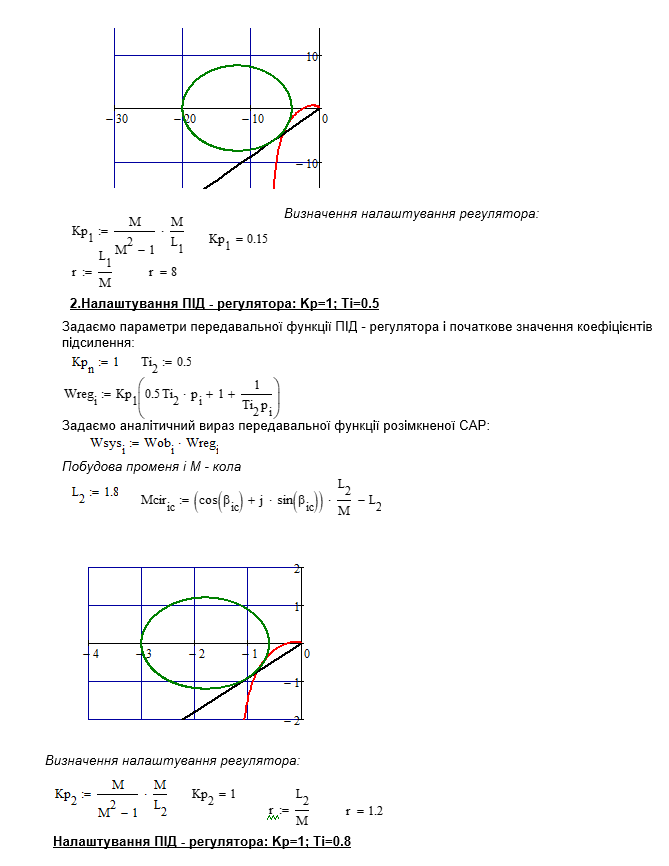 10
− 30 − 20 − 10 0
− 10
Визначення налаштування регулятора:
Kp₁ := M / (M² − 1) · M / L₁ Kp₁ = 0.15
r := L₁ / M r = 8
2.Налаштування ПІД - регулятора: Kp=1; Ti=0.5
Задаємо параметри передавальної функції ПІД - регулятора і початкове значення коефіцієнтів
підсилення:
Kpₙ := 1 Ti₂ := 0.5
Wregᵢ := Kp₁(0.5 Ti₂ · pᵢ + 1 + 1 / (Ti₂ pᵢ))
Задаємо аналітичний вираз передавальної функції розімкненої САР:
Wsysᵢ := Wobᵢ · Wregᵢ
Побудова променя і М - кола
L₂ := 1.8 Mcir_ic := (cos(β_ic) + j · sin(β_ic)) · L₂ / M − L₂
2
1
− 4 − 3 − 2 − 1 0
− 1
− 2
Визначення налаштування регулятора:
Kp₂ := M / (M² − 1) · M / L₂ Kp₂ = 1
r := L₂ / M r = 1.2
Налаштування ПІД - регулятора: Kp=1; Ti=0.8